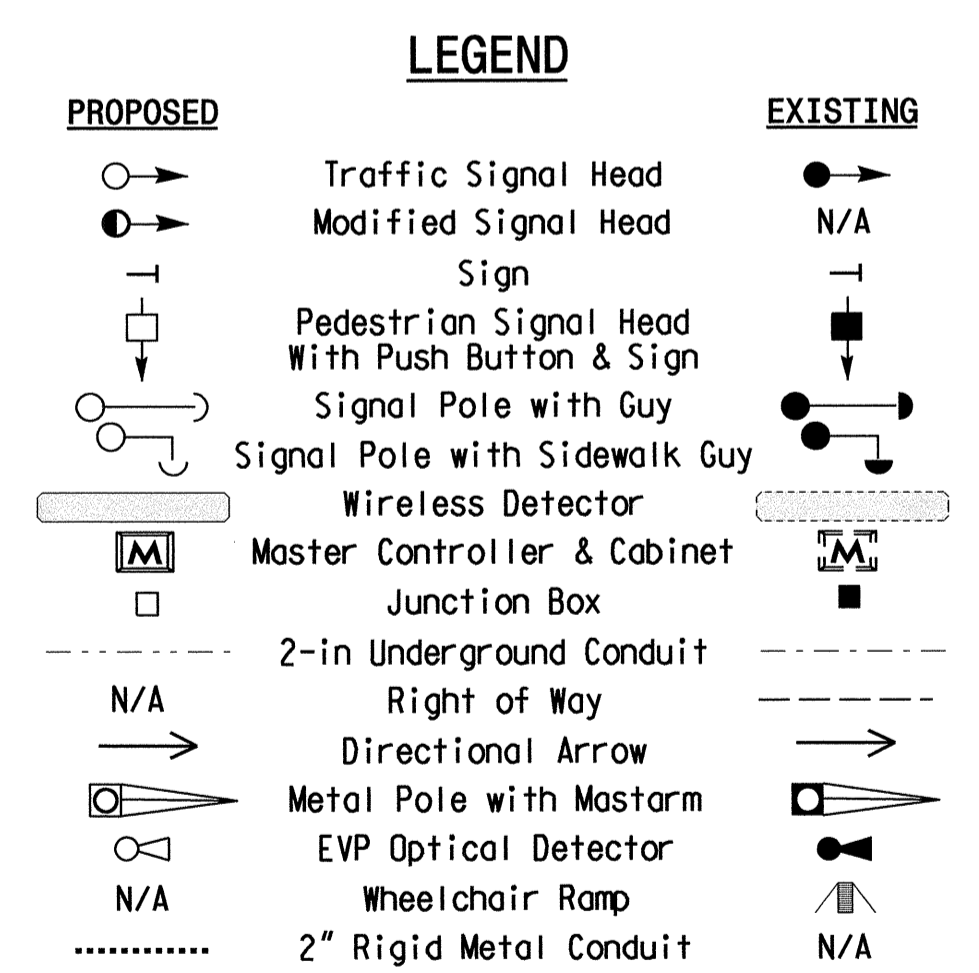 LEGEND
PROPOSED EXISTING
Traffic Signal Head
Modified Signal Head N/A
Sign
Pedestrian Signal Head
With Push Button & Sign
Signal Pole with Guy
Signal Pole with Sidewalk Guy
Wireless Detector
M Master Controller & Cabinet M
Junction Box
2-in Underground Conduit
N/A Right of Way
Directional Arrow
Metal Pole with Mastarm
EVP Optical Detector
N/A Wheelchair Ramp
2" Rigid Metal Conduit N/A